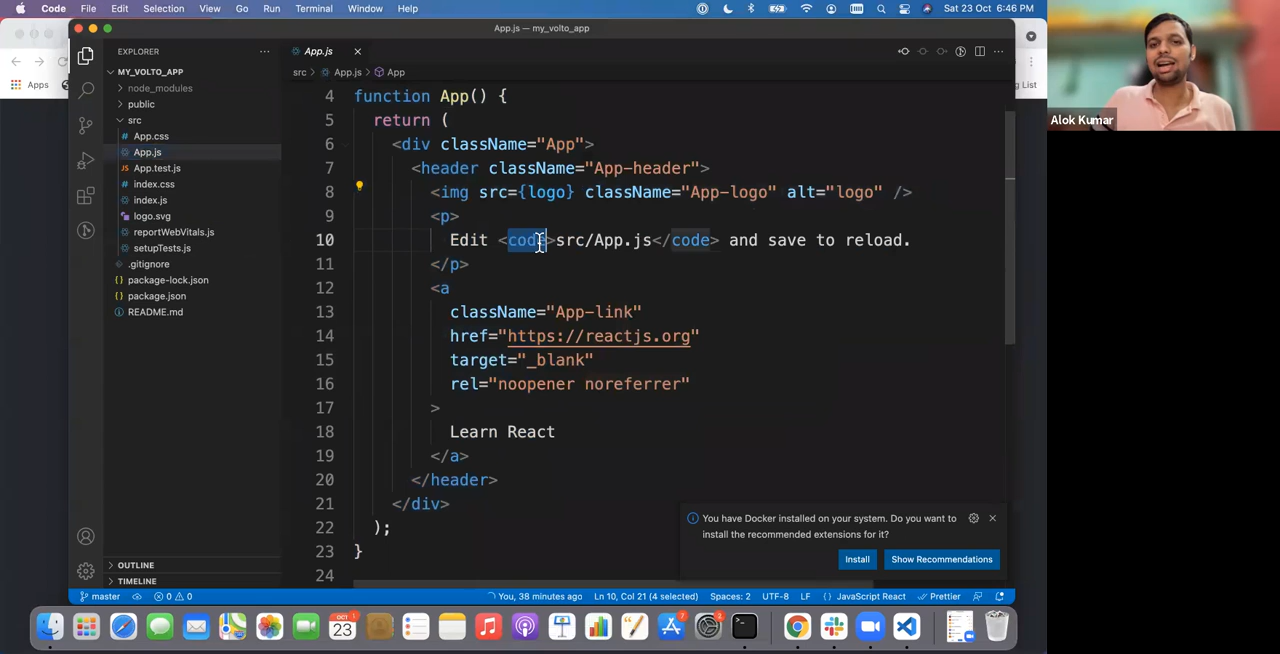 Code File Edit Selection View Go Run Terminal Window Help Sat 23 Oct 6:46 PM
App.js — my_volto_app
EXPLORER
App.js
MY_VOLTO_APP
src > App.js > App
Apps
ng List
node_modules
public
src
App.css
App.js
App.test.js
index.css
index.js
logo.svg
reportWebVitals.js
setupTests.js
.gitignore
package-lock.json
package.json
README.md
OUTLINE
TIMELINE
4 function App() {
5 return (
6 <div className="App">
7 <header className="App-header">
8 <img src={logo} className="App-logo" alt="logo" />
9 <p>
10 Edit <code>src/App.js</code> and save to reload.
11 </p>
12 <a
13 className="App-link"
14 href="https://reactjs.org"
15 target="_blank"
16 rel="noopener noreferrer"
17 >
18 Learn React
19 </a>
20 </header>
21 </div>
22 );
23 }
24
You have Docker installed on your system. Do you want to
install the recommended extensions for it?
Install Show Recommendations
master 0 0 You, 38 minutes ago Ln 10, Col 21 (4 selected) Spaces: 2 UTF-8 LF {} JavaScript React Prettier
OCT
23
7
2
Alok Kumar